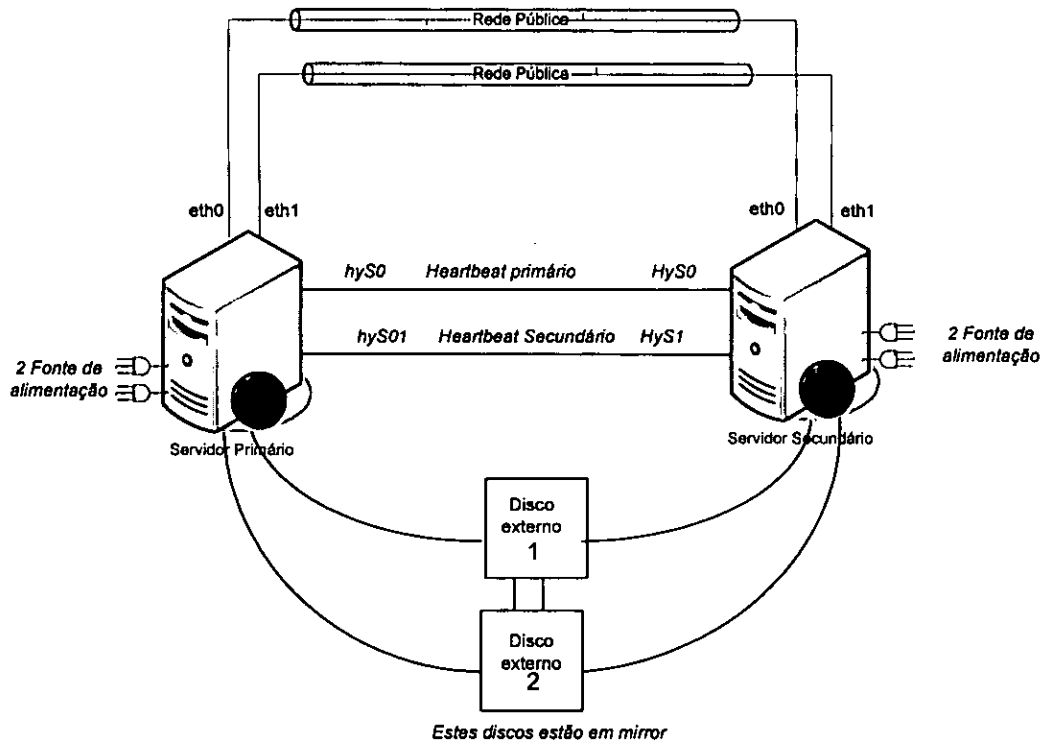 Rede Pública
Rede Pública
eth0
eth1
eth0
eth1
hyS0 Heartbeat primário HyS0
hyS01 Heartbeat Secundário HyS1
2 Fonte de
alimentação
2 Fonte de
alimentação
Servidor Primário
Servidor Secundário
Disco
externo
1
Disco
externo
2
Estes discos estão em mirror